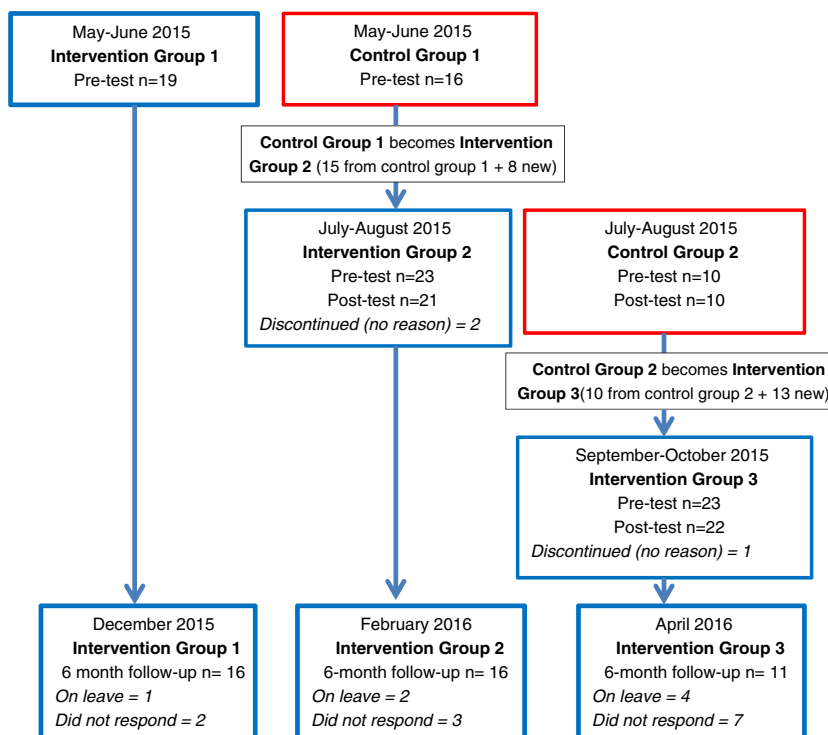 May-June 2015
Intervention Group 1
Pre-test n=19
May-June 2015
Control Group 1
Pre-test n=16
Control Group 1 becomes Intervention
Group 2 (15 from control group 1 + 8 new)
July-August 2015
Intervention Group 2
Pre-test n=23
Post-test n=21
Discontinued (no reason) = 2
July-August 2015
Control Group 2
Pre-test n=10
Post-test n=10
Control Group 2 becomes Intervention
Group 3(10 from control group 2 + 13 new)
September-October 2015
Intervention Group 3
Pre-test n=23
Post-test n=22
Discontinued (no reason) = 1
December 2015
Intervention Group 1
6 month follow-up n= 16
On leave = 1
Did not respond = 2
February 2016
Intervention Group 2
6-month follow-up n= 16
On leave = 2
Did not respond = 3
April 2016
Intervention Group 3
6-month follow-up n= 11
On leave = 4
Did not respond = 7